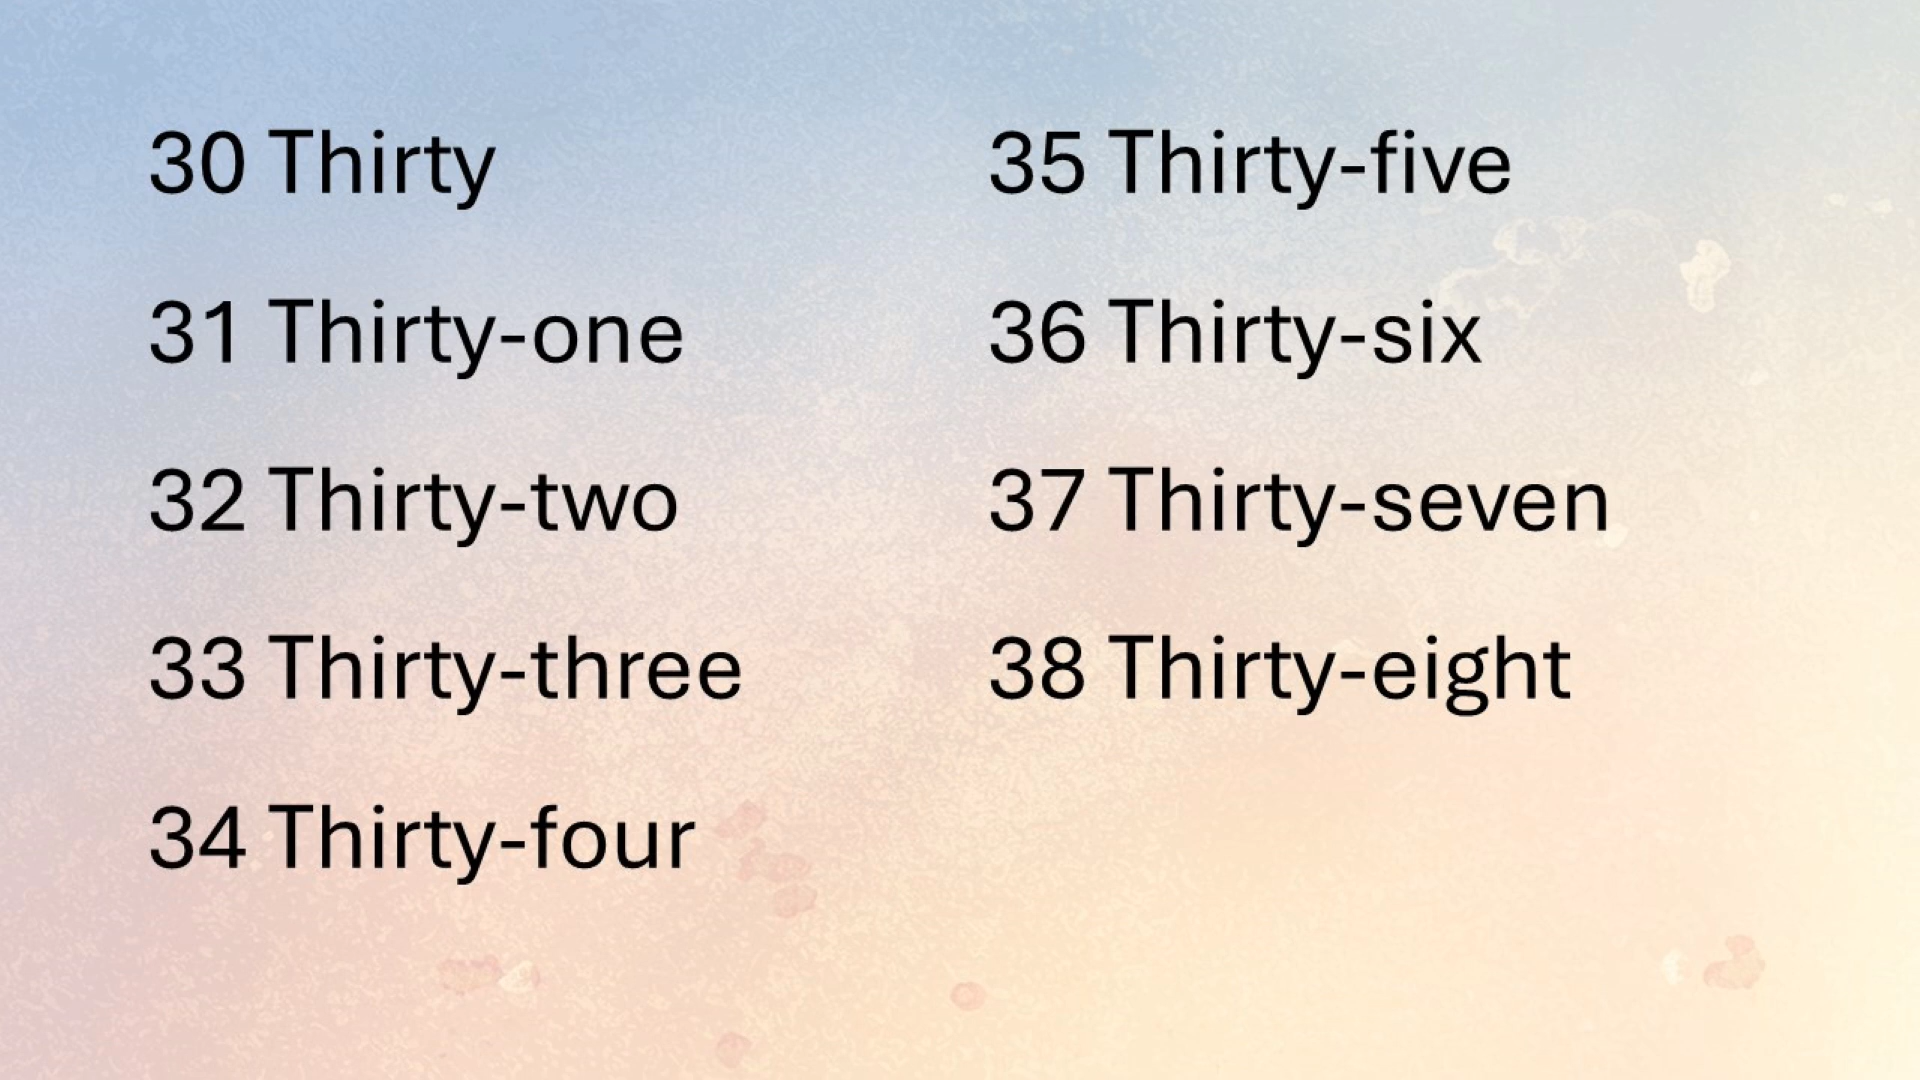 30 Thirty
31 Thirty-one
32 Thirty-two
33 Thirty-three
34 Thirty-four
35 Thirty-five
36 Thirty-six
37 Thirty-seven
38 Thirty-eight